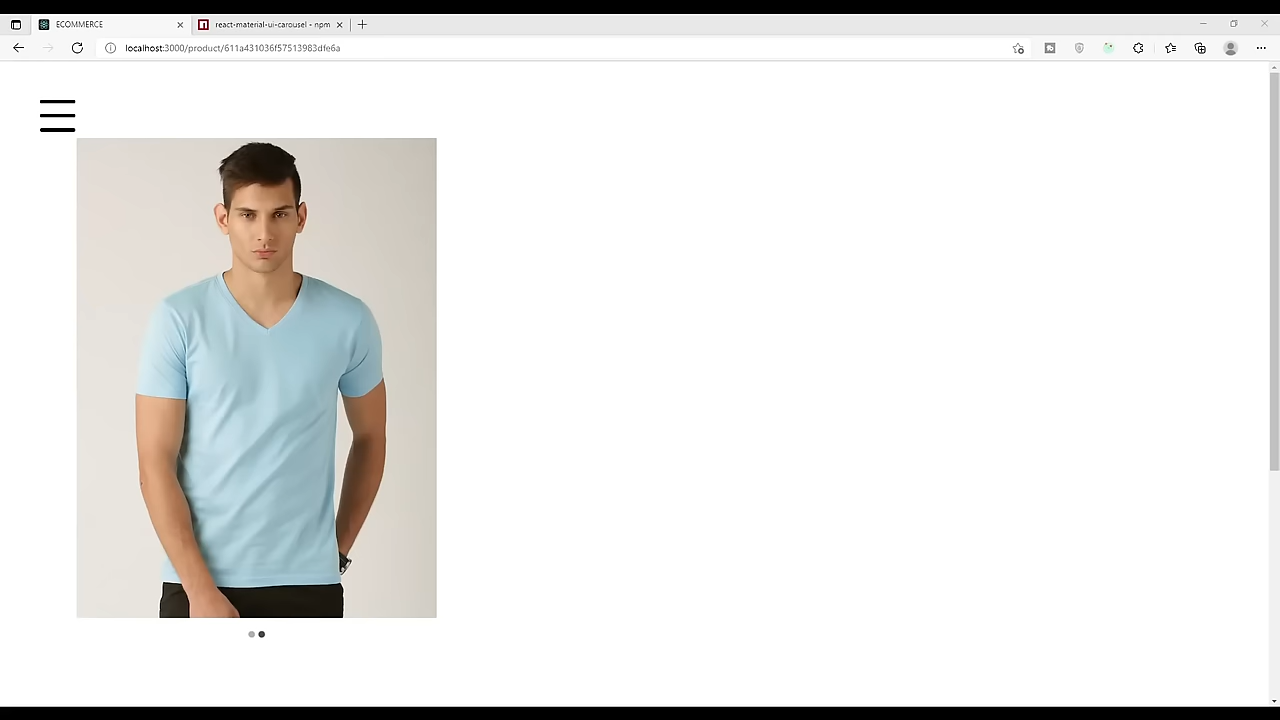 ECOMMERCE
react-material-ui-carousel - npm
localhost:3000/product/611a431036f57513983dfe6a